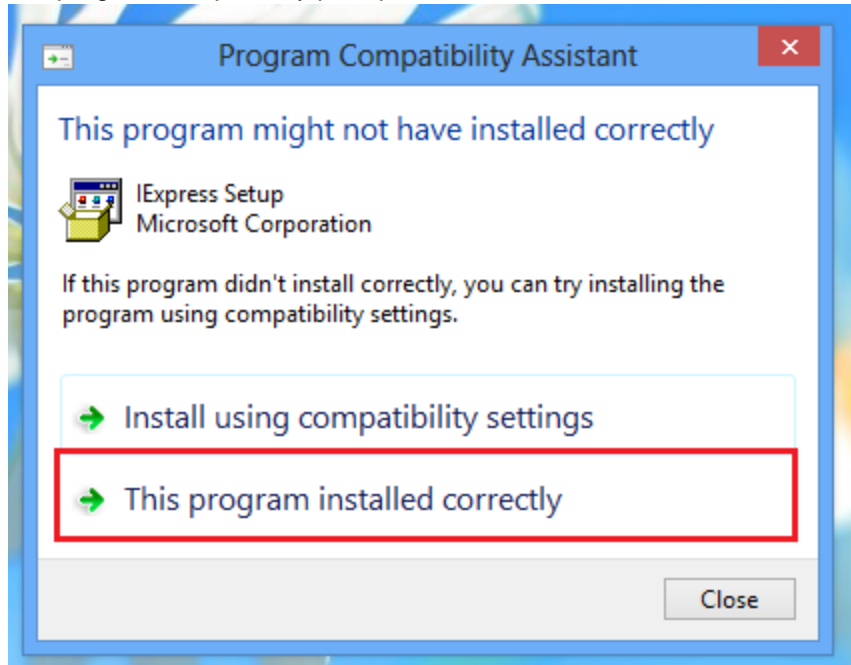 Program Compatibility Assistant
This program might not have installed correctly
IExpress Setup
Microsoft Corporation
If this program didn't install correctly, you can try installing the
program using compatibility settings.
Install using compatibility settings
This program installed correctly
Close